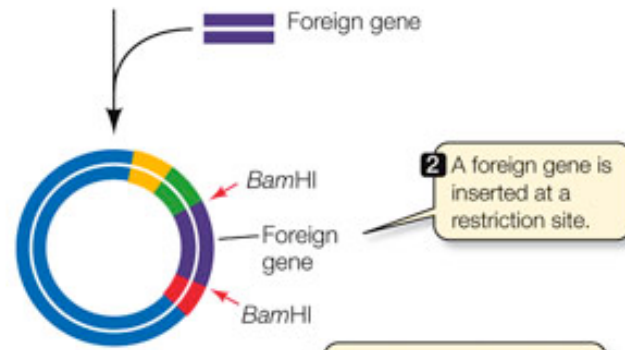 Foreign gene
BamHI
2 A foreign gene is
inserted at a
restriction site.
Foreign
gene
BamHI